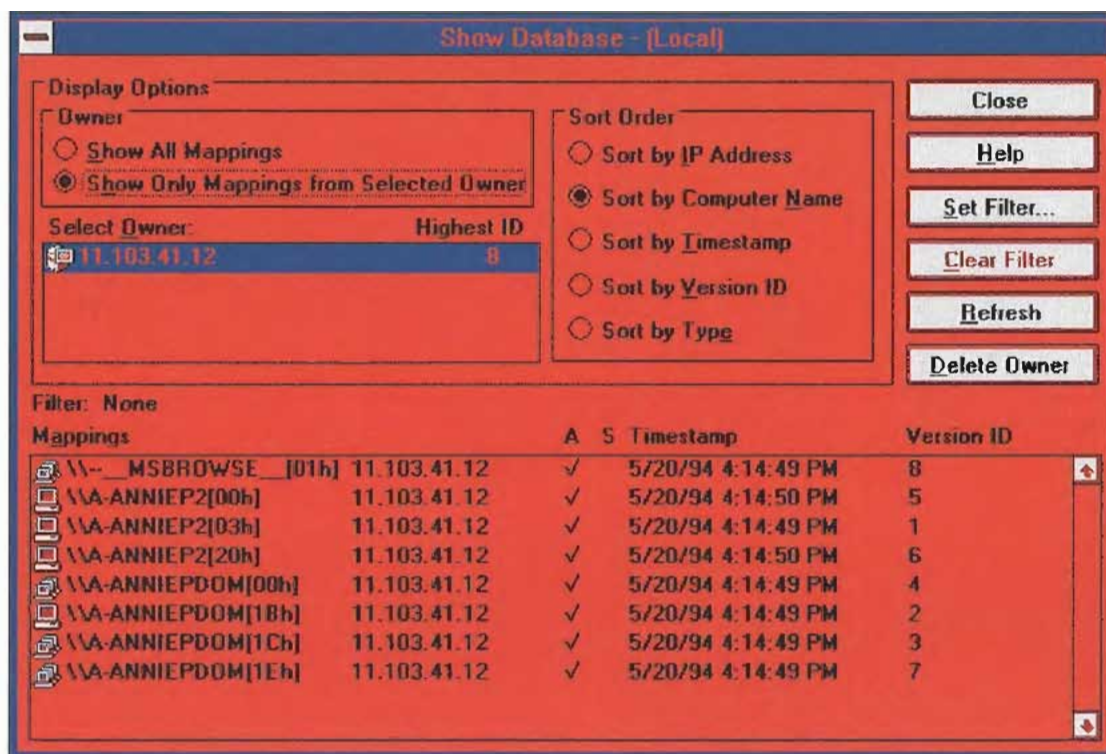 Show Database - (Local)
Display Options
Owner
Show All Mappings
Show Only Mappings from Selected Owner
Select Owner: Highest ID
11.103.41.12 8
Sort Order
Sort by IP Address
Sort by Computer Name
Sort by Timestamp
Sort by Version ID
Sort by Type
Close
Help
Set Filter...
Clear Filter
Refresh
Delete Owner
Filter: None
Mappings A S Timestamp Version ID
\\--__MSBROWSE__[01h] 11.103.41.12 √ 5/20/94 4:14:49 PM 8
\\A-ANNIEP2[00h] 11.103.41.12 √ 5/20/94 4:14:50 PM 5
\\A-ANNIEP2[03h] 11.103.41.12 √ 5/20/94 4:14:49 PM 1
\\A-ANNIEP2[20h] 11.103.41.12 √ 5/20/94 4:14:50 PM 6
\\A-ANNIEPDOM[00h] 11.103.41.12 √ 5/20/94 4:14:49 PM 4
\\A-ANNIEPDOM[1Bh] 11.103.41.12 √ 5/20/94 4:14:49 PM 2
\\A-ANNIEPDOM[1Ch] 11.103.41.12 √ 5/20/94 4:14:49 PM 3
\\A-ANNIEPDOM[1Eh] 11.103.41.12 √ 5/20/94 4:14:49 PM 7